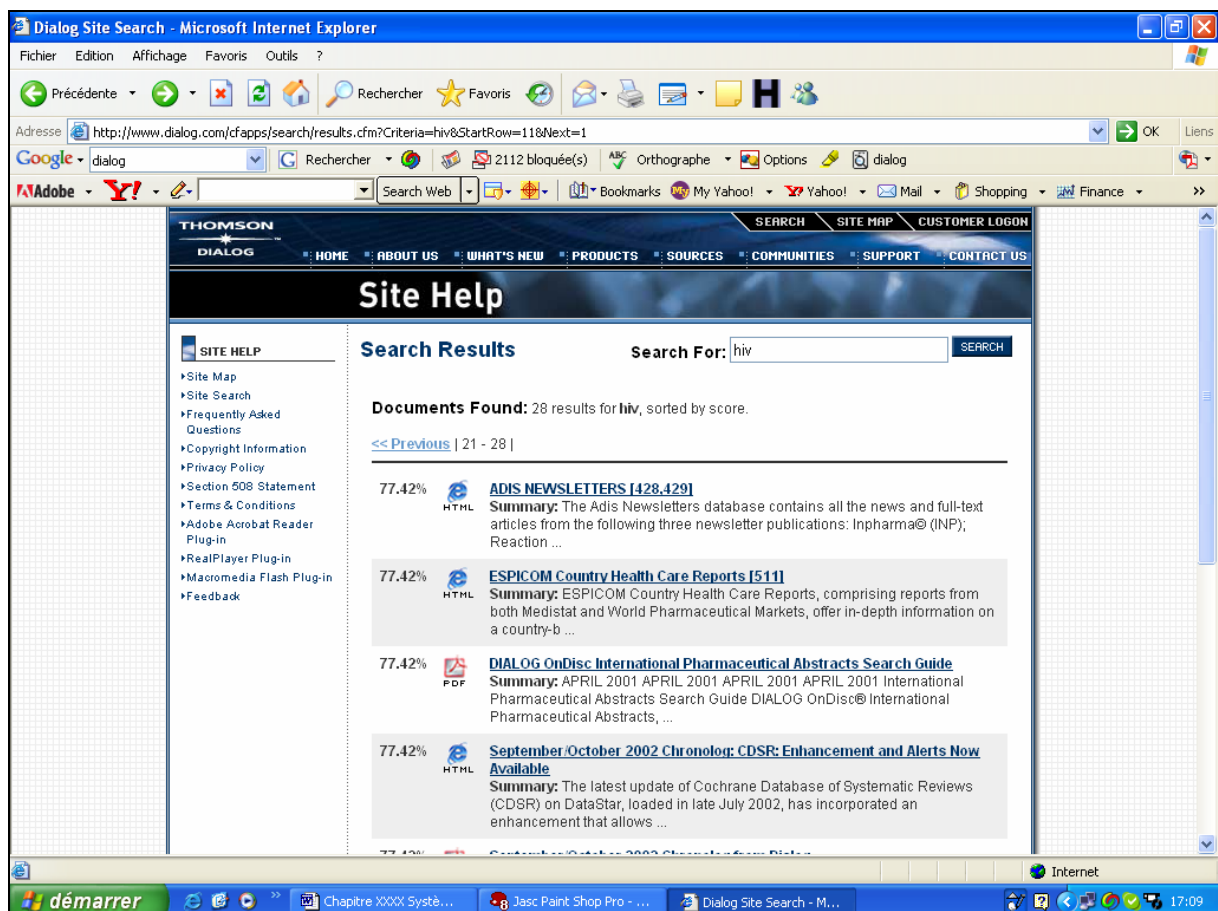 Dialog Site Search - Microsoft Internet Explorer
Fichier Edition Affichage Favoris Outils ?
Précédente Rechercher Favoris
Adresse http://www.dialog.com/cfapps/search/results.cfm?Criteria=hiv&StartRow=11&Next=1 OK Liens
Google dialog Rechercher 2112 bloquée(s) ABC Orthographe Options dialog
Adobe Y! Search Web Bookmarks My Yahoo! Yahoo! Mail Shopping Finance >>
THOMSON
DIALOG
SEARCH SITE MAP CUSTOMER LOGON
HOME ABOUT US WHAT'S NEW PRODUCTS SOURCES COMMUNITIES SUPPORT CONTACT US
Site Help
SITE HELP
Site Map
Site Search
Frequently Asked
Questions
Copyright Information
Privacy Policy
Section 508 Statement
Terms & Conditions
Adobe Acrobat Reader
Plug-in
RealPlayer Plug-in
Macromedia Flash Plug-in
Feedback
Search Results Search For: hiv SEARCH
Documents Found: 28 results for hiv, sorted by score.
<< Previous | 21 - 28 |
77.42% HTML ADIS NEWSLETTERS [428,429]
Summary: The Adis Newsletters database contains all the news and full-text
articles from the following three newsletter publications: Inpharma© (INP);
Reaction ...
77.42% HTML ESPICOM Country Health Care Reports [511]
Summary: ESPICOM Country Health Care Reports, comprising reports from
both Medistat and World Pharmaceutical Markets, offer in-depth information on
a country-b ...
77.42% PDF DIALOG OnDisc International Pharmaceutical Abstracts Search Guide
Summary: APRIL 2001 APRIL 2001 APRIL 2001 APRIL 2001 International
Pharmaceutical Abstracts Search Guide DIALOG OnDisc® International
Pharmaceutical Abstracts, ...
77.42% HTML September/October 2002 Chronolog: CDSR: Enhancement and Alerts Now
Available
Summary: The latest update of Cochrane Database of Systematic Reviews
(CDSR) on DataStar, loaded in late July 2002, has incorporated an
enhancement that allows ...
77.42% September/October 2002 Chronolog from Dialog
Internet
démarrer Chapitre XXXX Systè... Jasc Paint Shop Pro - ... Dialog Site Search - M... 17:09